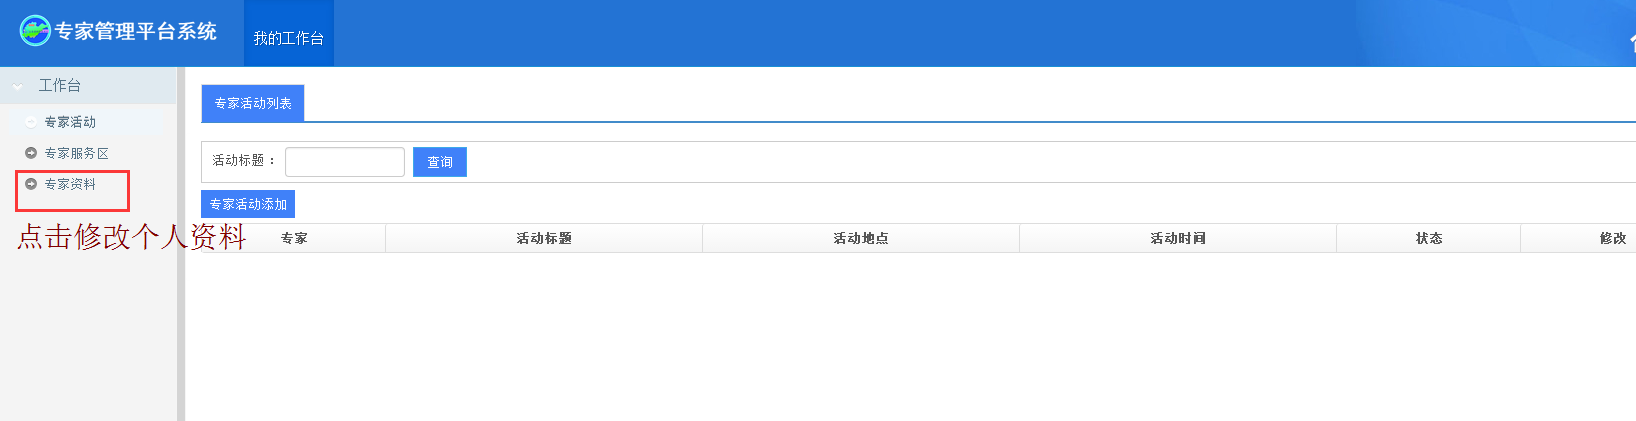 专家管理平台系统
我的工作台
工作台
专家活动
专家服务区
专家资料
点击修改个人资料
专家活动列表
活动标题 : 查询
专家活动添加
专家 活动标题 活动地点 活动时间 状态 修改